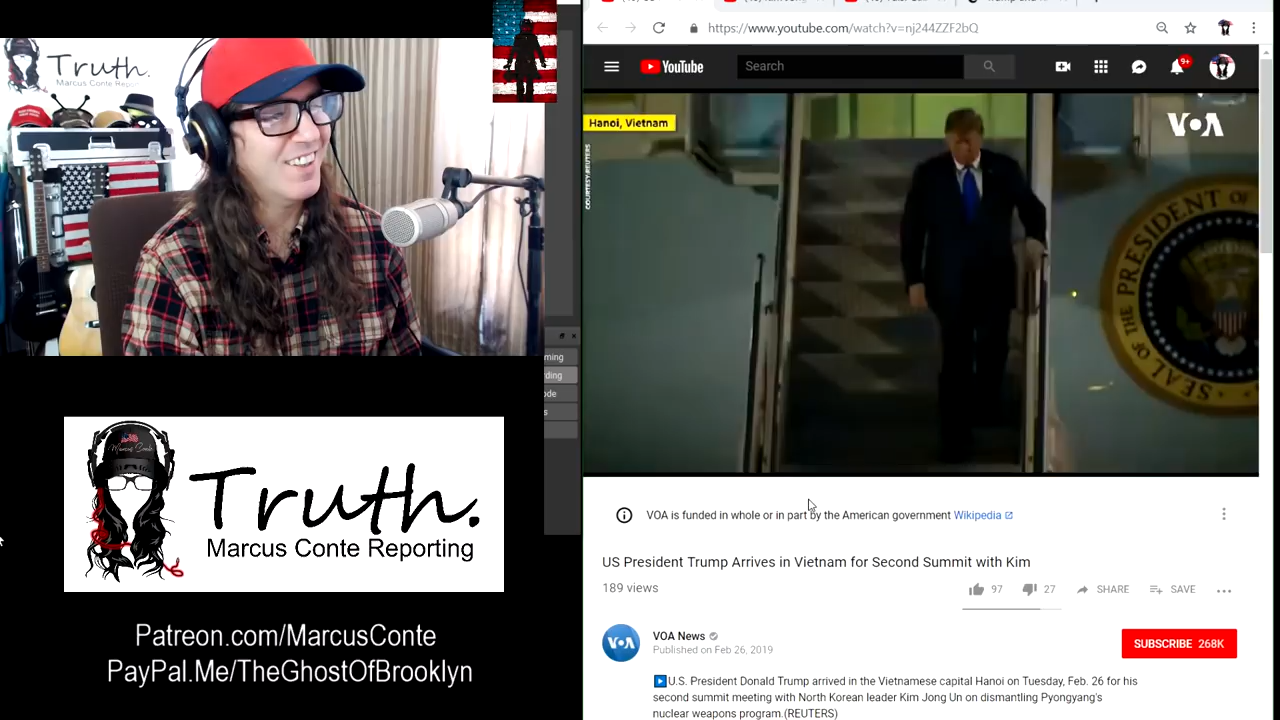 Truth.
Marcus Conte Reporting
Truth.
Marcus Conte Reporting
Patreon.com/MarcusConte
PayPal.Me/TheGhostOfBrooklyn
https://www.youtube.com/watch?v=nj244ZZF2bQ
YouTube
Search
9+
Hanoi, Vietnam
VOA
COURTESY:REUTERS
SEAL OF THE PRESIDENT OF
VOA is funded in whole or in part by the American government Wikipedia
US President Trump Arrives in Vietnam for Second Summit with Kim
189 views
97 27 SHARE SAVE
VOA
VOA News
Published on Feb 26, 2019
SUBSCRIBE 268K
U.S. President Donald Trump arrived in the Vietnamese capital Hanoi on Tuesday, Feb. 26 for his
second summit meeting with North Korean leader Kim Jong Un on dismantling Pyongyang's
nuclear weapons program.(REUTERS)